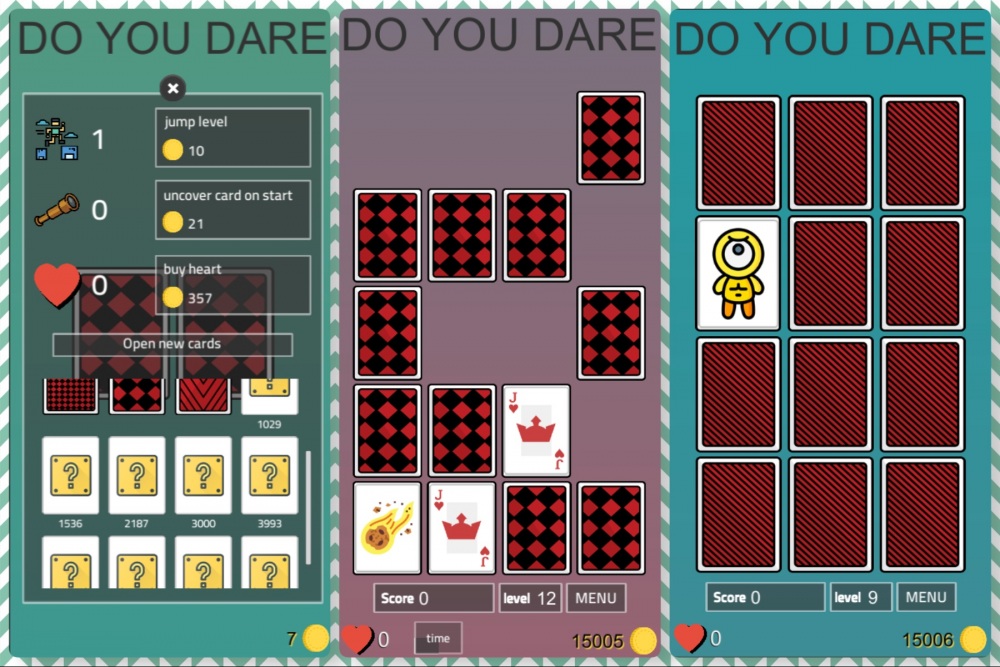 DO YOU DARE
1
jump level
10
0
uncover card on start
21
0
buy heart
357
Open new cards
1029
?
?
?
?
1536
2187
3000
3993
?
?
?
?
7
DO YOU DARE
J
J
J
J
Score 0
level 12
MENU
0
time
15005
DO YOU DARE
Score 0
level 9
MENU
0
15006